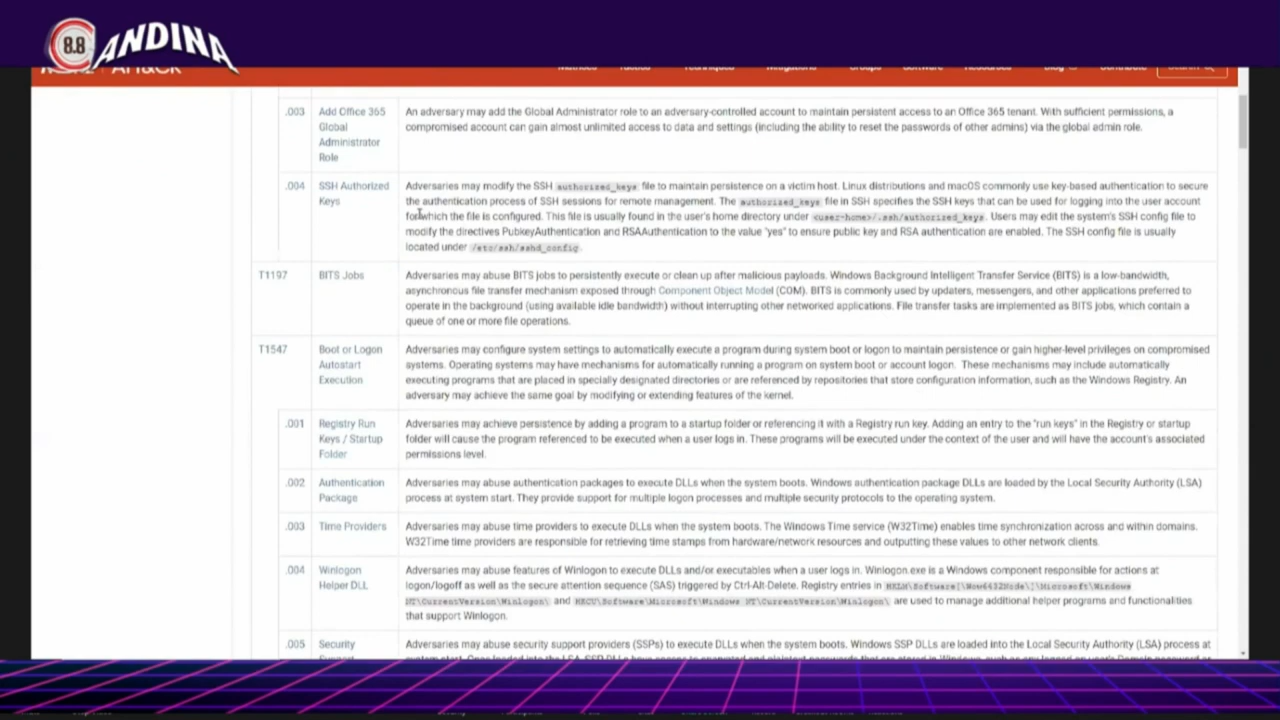 8.8 ANDINA
.003 Add Office 365 An adversary may add the Global Administrator role to an adversary-controlled account to maintain persistent access to an Office 365 tenant. With sufficient permissions, a
Global compromised account can gain almost unlimited access to data and settings (including the ability to reset the passwords of other admins) via the global admin role.
Administrator
Role
.004 SSH Authorized Adversaries may modify the SSH authorized_keys file to maintain persistence on a victim host. Linux distributions and macOS commonly use key-based authentication to secure
Keys the authentication process of SSH sessions for remote management. The authorized_keys file in SSH specifies the SSH keys that can be used for logging into the user account
for which the file is configured. This file is usually found in the user's home directory under <user-home>/.ssh/authorized_keys. Users may edit the system's SSH config file to
modify the directives PubkeyAuthentication and RSAAuthentication to the value "yes" to ensure public key and RSA authentication are enabled. The SSH config file is usually
located under /etc/ssh/sshd_config.
T1197 BITS Jobs Adversaries may abuse BITS jobs to persistently execute or clean up after malicious payloads. Windows Background Intelligent Transfer Service (BITS) is a low-bandwidth,
asynchronous file transfer mechanism exposed through Component Object Model (COM). BITS is commonly used by updaters, messengers, and other applications preferred to
operate in the background (using available idle bandwidth) without interrupting other networked applications. File transfer tasks are implemented as BITS jobs, which contain a
queue of one or more file operations.
T1547 Boot or Logon Adversaries may configure system settings to automatically execute a program during system boot or logon to maintain persistence or gain higher-level privileges on compromised
Autostart systems. Operating systems may have mechanisms for automatically running a program on system boot or account logon. These mechanisms may include automatically
Execution executing programs that are placed in specially designated directories or are referenced by repositories that store configuration information, such as the Windows Registry. An
adversary may achieve the same goal by modifying or extending features of the kernel.
.001 Registry Run Adversaries may achieve persistence by adding a program to a startup folder or referencing it with a Registry run key. Adding an entry to the "run keys" in the Registry or startup
Keys / Startup folder will cause the program referenced to be executed when a user logs in. These programs will be executed under the context of the user and will have the account's associated
Folder permissions level.
.002 Authentication Adversaries may abuse authentication packages to execute DLLs when the system boots. Windows authentication package DLLs are loaded by the Local Security Authority (LSA)
Package process at system start. They provide support for multiple logon processes and multiple security protocols to the operating system.
.003 Time Providers Adversaries may abuse time providers to execute DLLs when the system boots. The Windows Time service (W32Time) enables time synchronization across and within domains.
W32Time time providers are responsible for retrieving time stamps from hardware/network resources and outputting these values to other network clients.
.004 Winlogon Adversaries may abuse features of Winlogon to execute DLLs and/or executables when a user logs in. Winlogon.exe is a Windows component responsible for actions at
Helper DLL logon/logoff as well as the secure attention sequence (SAS) triggered by Ctrl-Alt-Delete. Registry entries in HKLM\Software[\Wow6432Node\]\Microsoft\Windows
NT\CurrentVersion\Winlogon\ and HKCU\Software\Microsoft\Windows NT\CurrentVersion\Winlogon\ are used to manage additional helper programs and functionalities
that support Winlogon.
.005 Security Adversaries may abuse security support providers (SSPs) to execute DLLs when the system boots. Windows SSP DLLs are loaded into the Local Security Authority (LSA) process at